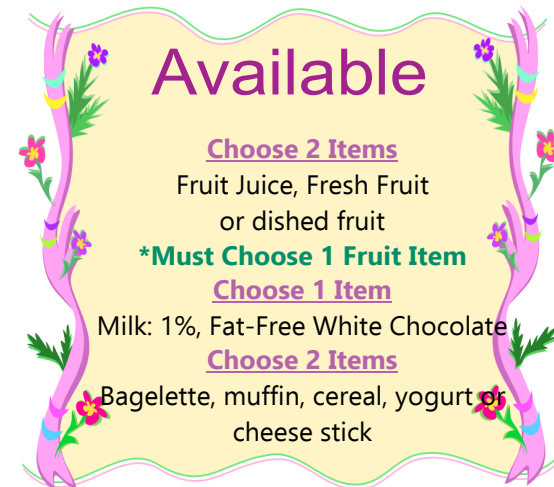 Available
Choose 2 Items
Fruit Juice, Fresh Fruit
or dished fruit
*Must Choose 1 Fruit Item
Choose 1 Item
Milk: 1%, Fat-Free White Chocolate
Choose 2 Items
Bagelette, muffin, cereal, yogurt or
cheese stick